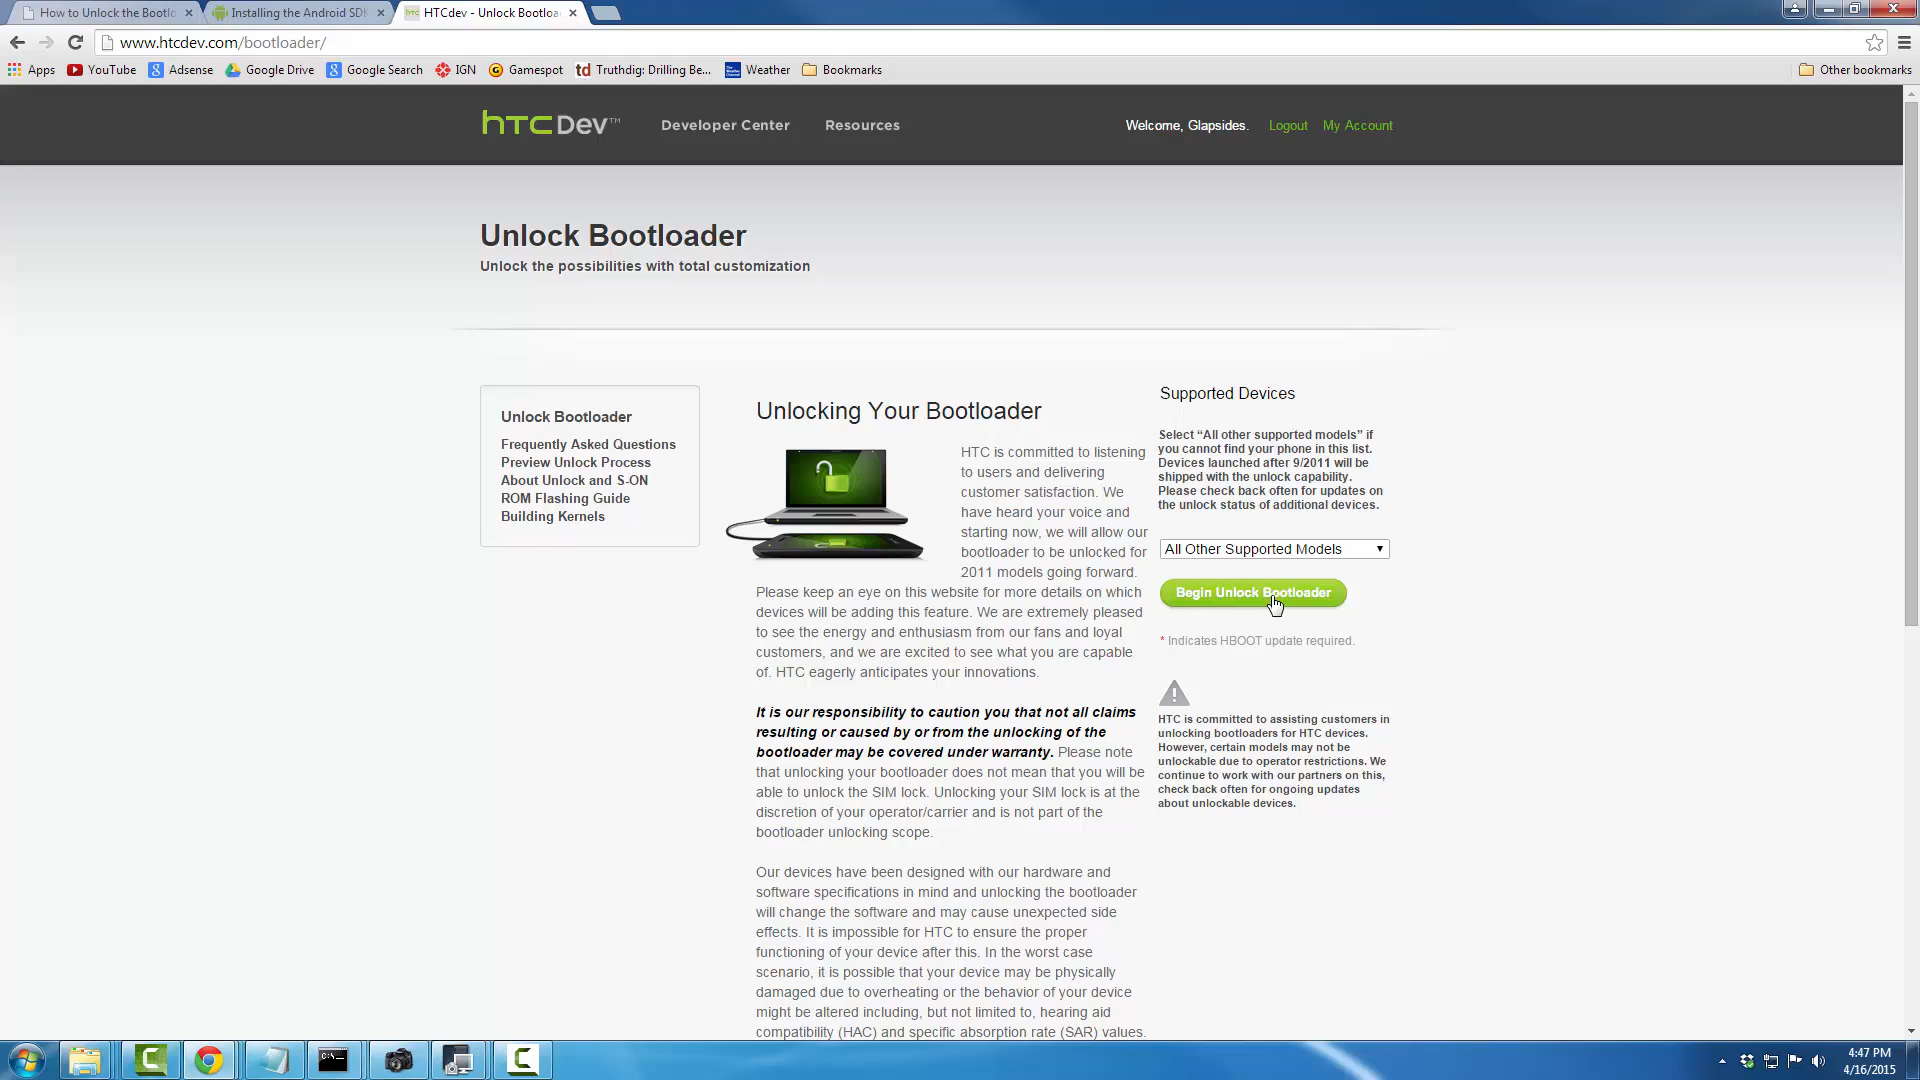 How to Unlock the Bootlo
Installing the Android SDK
HTCdev - Unlock Bootloa
www.htcdev.com/bootloader/
Apps
YouTube
Adsense
Google Drive
Google Search
IGN
Gamespot
td Truthdig: Drilling Be...
Weather
Bookmarks
Other bookmarks
hTC Dev™
Developer Center
Resources
Welcome, Glapsides.
Logout
My Account
Unlock Bootloader
Unlock the possibilities with total customization
Unlock Bootloader
Frequently Asked Questions
Preview Unlock Process
About Unlock and S-ON
ROM Flashing Guide
Building Kernels
Unlocking Your Bootloader
HTC is committed to listening
to users and delivering
customer satisfaction. We
have heard your voice and
starting now, we will allow our
bootloader to be unlocked for
2011 models going forward.
Please keep an eye on this website for more details on which
devices will be adding this feature. We are extremely pleased
to see the energy and enthusiasm from our fans and loyal
customers, and we are excited to see what you are capable
of. HTC eagerly anticipates your innovations.
It is our responsibility to caution you that not all claims
resulting or caused by or from the unlocking of the
bootloader may be covered under warranty. Please note
that unlocking your bootloader does not mean that you will be
able to unlock the SIM lock. Unlocking your SIM lock is at the
discretion of your operator/carrier and is not part of the
bootloader unlocking scope.
Our devices have been designed with our hardware and
software specifications in mind and unlocking the bootloader
will change the software and may cause unexpected side
effects. It is impossible for HTC to ensure the proper
functioning of your device after this. In the worst case
scenario, it is possible that your device may be physically
damaged due to overheating or the behavior of your device
might be altered including, but not limited to, hearing aid
compatibility (HAC) and specific absorption rate (SAR) values.
Supported Devices
Select “All other supported models” if
you cannot find your phone in this list.
Devices launched after 9/2011 will be
shipped with the unlock capability.
Please check back often for updates on
the unlock status of additional devices.
All Other Supported Models
Begin Unlock Bootloader
* Indicates HBOOT update required.
HTC is committed to assisting customers in
unlocking bootloaders for HTC devices.
However, certain models may not be
unlockable due to operator restrictions. We
continue to work with our partners on this,
check back often for ongoing updates
about unlockable devices.
4:47 PM
4/16/2015